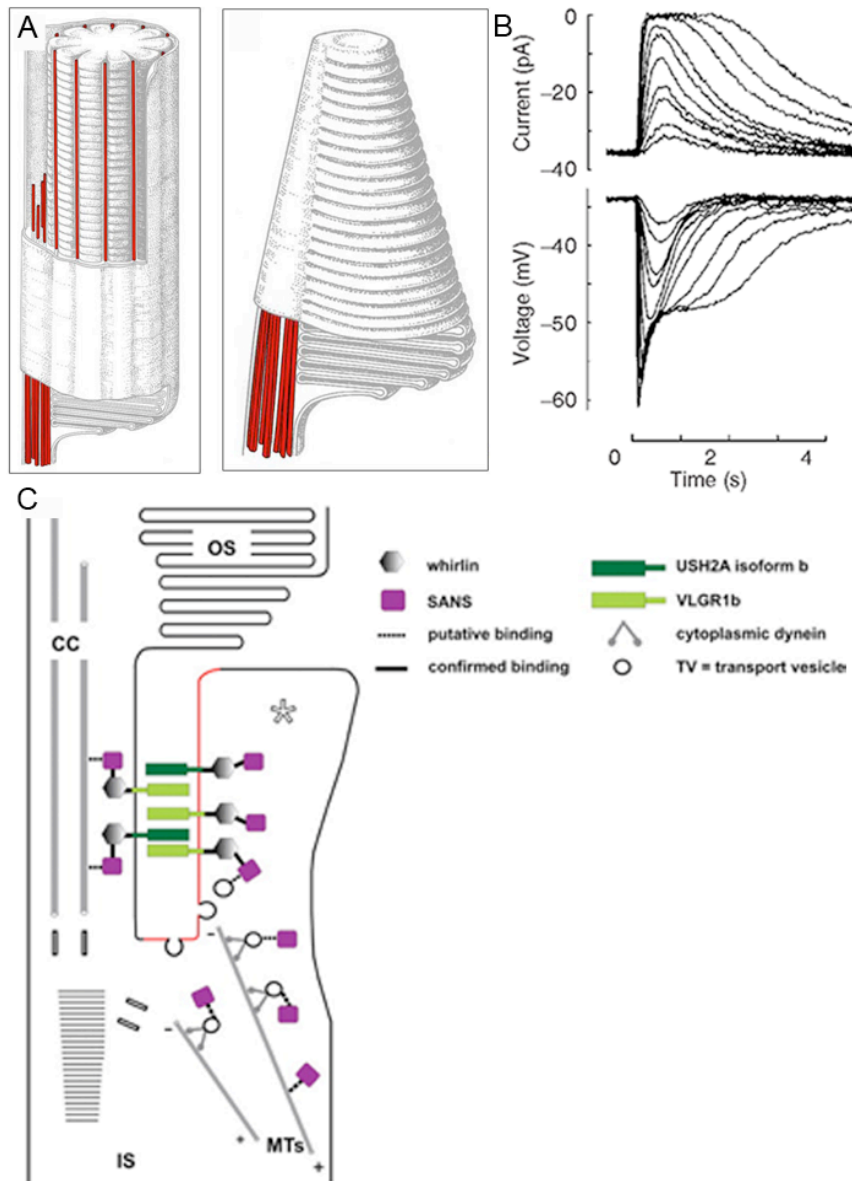 A
B
Current (pA)
0
−20
−40
Voltage (mV)
−40
−50
−60
0 2 4
Time (s)
C
OS
CC
whirlin
SANS
putative binding
confirmed binding
USH2A isoform b
VLGR1b
cytoplasmic dynein
TV = transport vesicle
−
−
MTs
+
+
IS